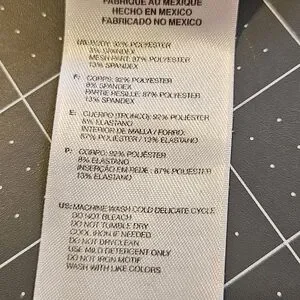 FABRIQUÉ AU MEXIQUE
HECHO EN MEXICO
FABRICADO NO MEXICO
BODY: 92% POLYESTER
8% SPANDEX
MESH PART: 87% POLYESTER
13% SPANDEX
F: CORPS: 92% POLYESTER
8% SPANDEX
PARTIE RÉSILLE: 87% POLYESTER
13% SPANDEX
E: CUERPO (TRONCO): 92% POLIÉSTER
8% ELASTANO
INTERIOR DE MALLA / FORRO:
87% POLIÉSTER / 13% ELASTANO
P: CORPO: 92% POLIÉSTER
8% ELASTANO
INSERÇÃO EM REDE: 87% POLIÉSTER
13% ELASTANO
US: MACHINE WASH COLD DELICATE CYCLE
DO NOT BLEACH
DO NOT TUMBLE DRY
COOL IRON IF NEEDED
DO NOT DRYCLEAN
USE MILD DETERGENT ONLY
DO NOT IRON MOTIF
WASH WITH LIKE COLORS